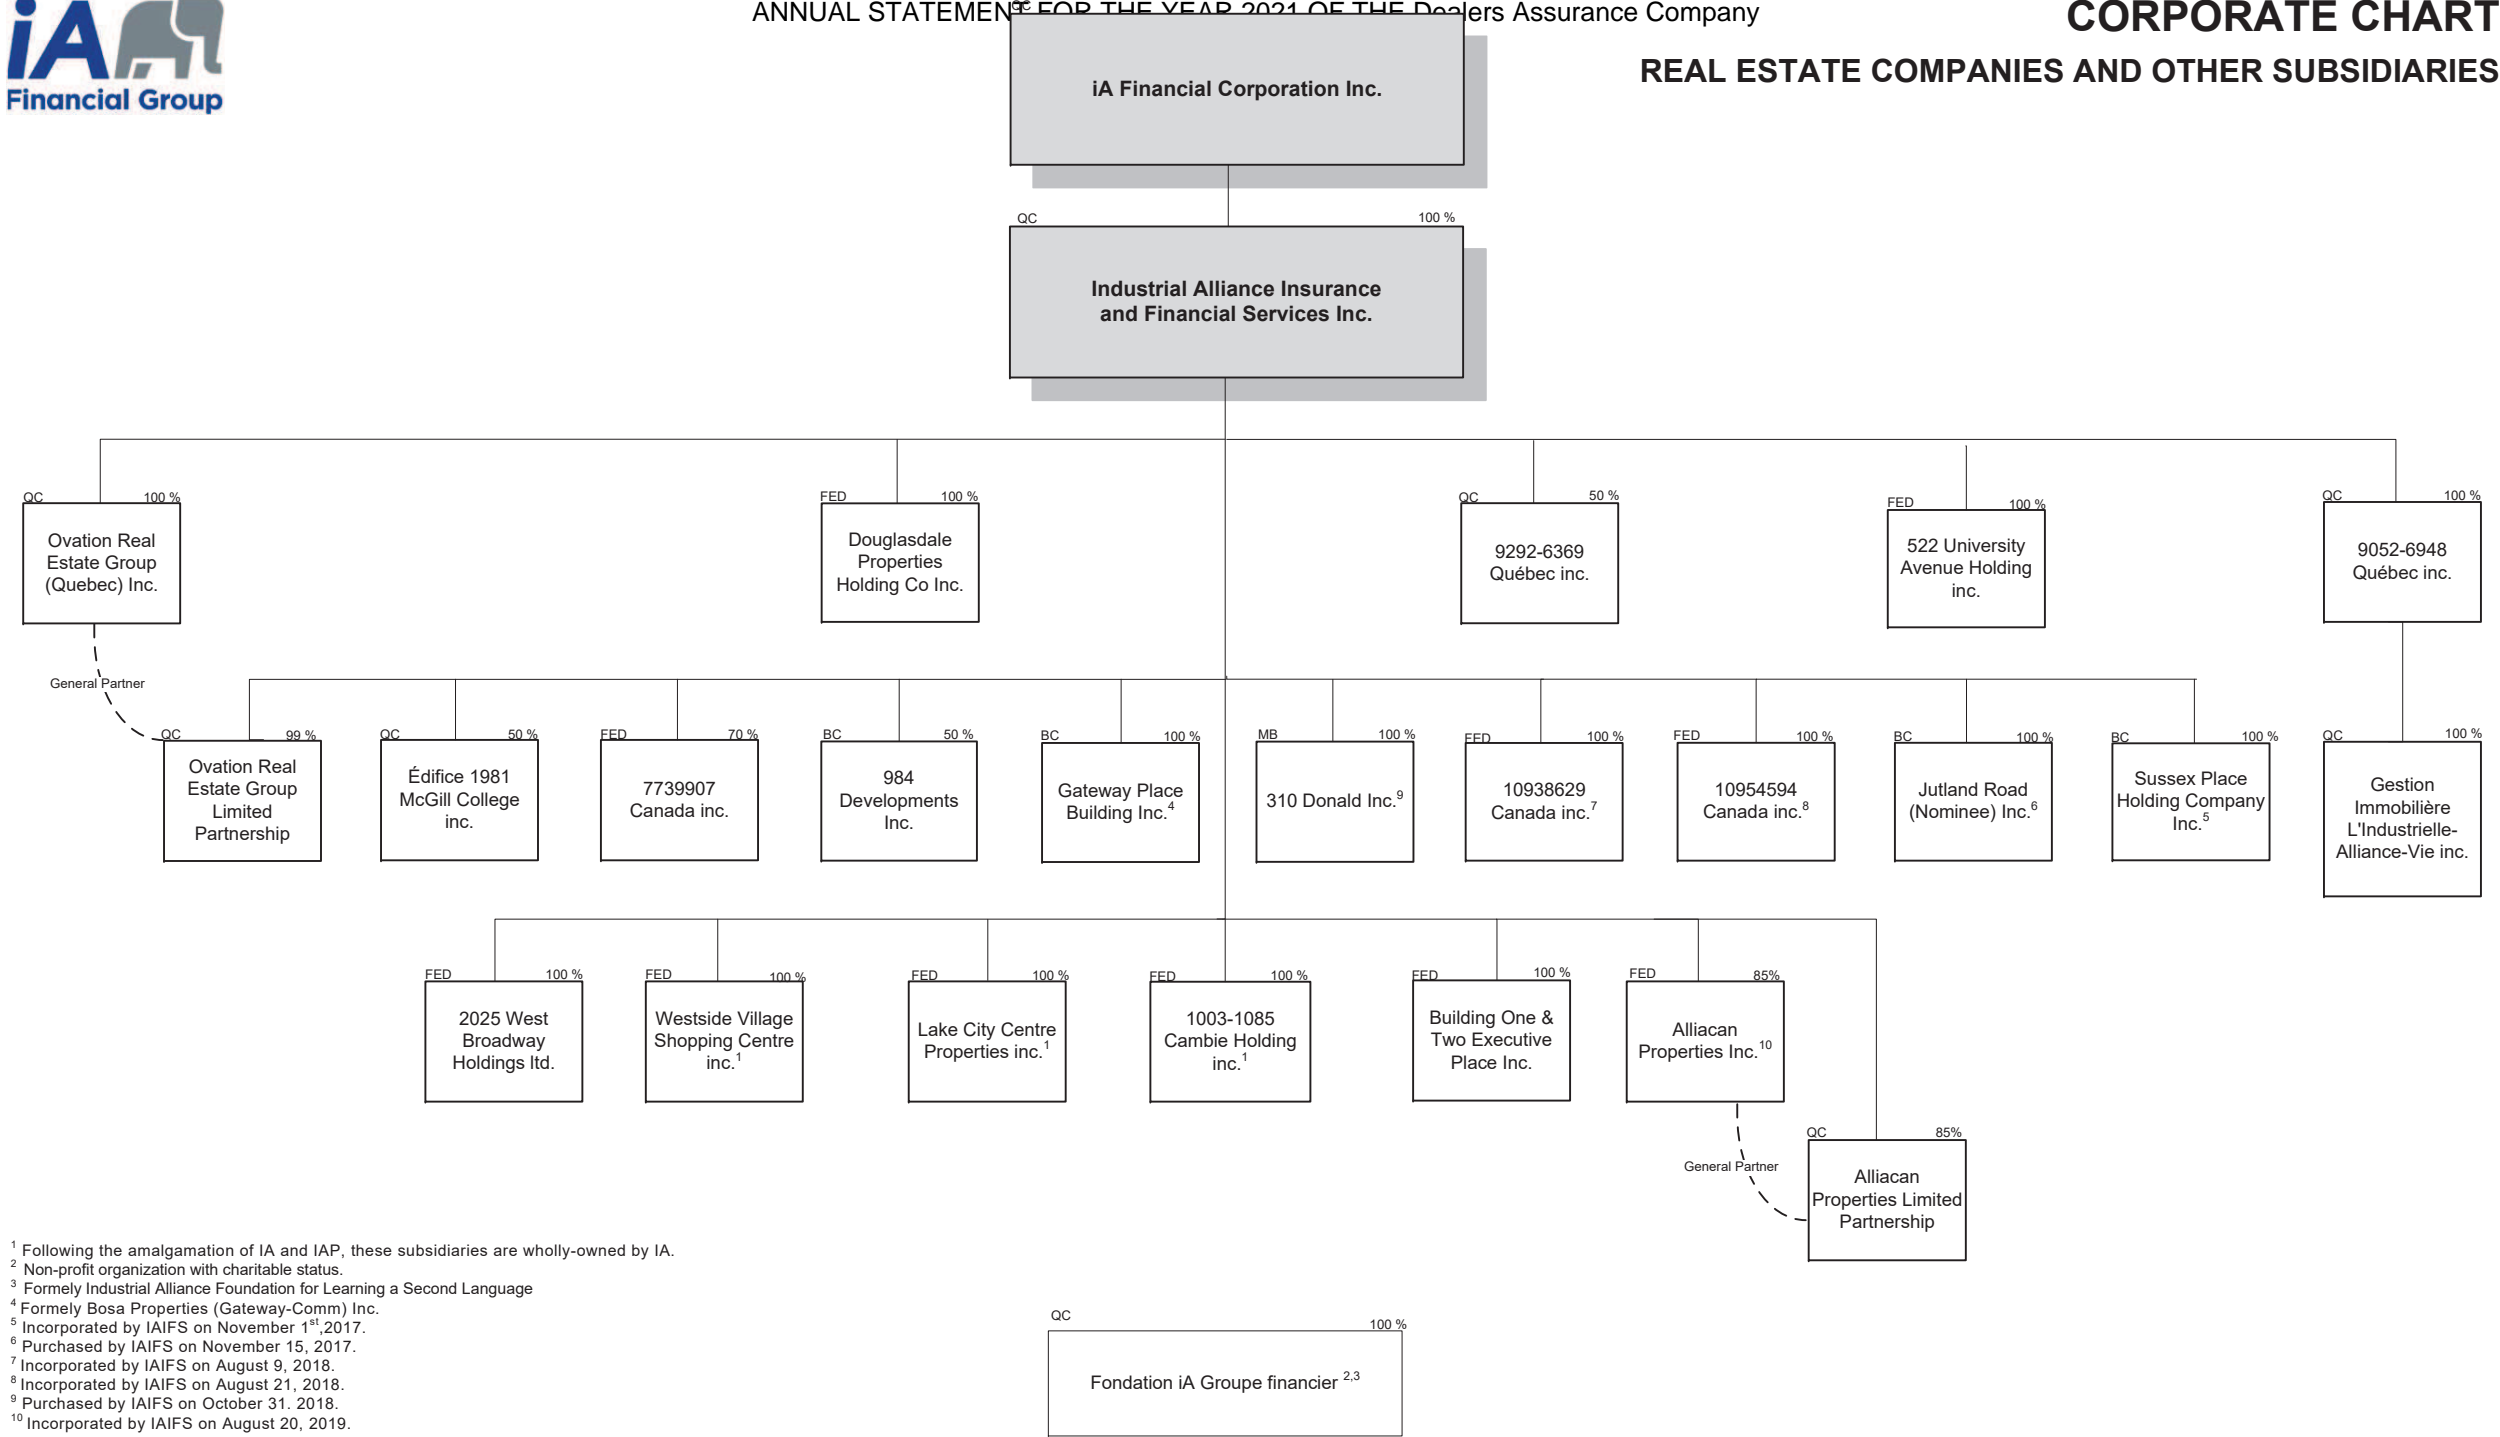 iA
Financial Group
ANNUAL STATEMENT FOR THE YEAR 2021 OF THE Dealers Assurance Company
CORPORATE CHART
REAL ESTATE COMPANIES AND OTHER SUBSIDIARIES
QC
iA Financial Corporation Inc.
QC 100 %
Industrial Alliance Insurance
and Financial Services Inc.
QC 100 %
Ovation Real
Estate Group
(Quebec) Inc.
FED 100 %
Douglasdale
Properties
Holding Co Inc.
QC 50 %
9292-6369
Québec inc.
FED 100 %
522 University
Avenue Holding
inc.
QC 100 %
9052-6948
Québec inc.
General Partner
QC 99 %
Ovation Real
Estate Group
Limited
Partnership
QC 50 %
Édifice 1981
McGill College
inc.
FED 70 %
7739907
Canada inc.
BC 50 %
984
Developments
Inc.
BC 100 %
Gateway Place
Building Inc.4
MB 100 %
310 Donald Inc.9
FED 100 %
10938629
Canada inc.7
FED 100 %
10954594
Canada inc.8
BC 100 %
Jutland Road
(Nominee) Inc.6
BC 100 %
Sussex Place
Holding Company
Inc.5
QC 100 %
Gestion
Immobilière
L'Industrielle-
Alliance-Vie inc.
FED 100 %
2025 West
Broadway
Holdings ltd.
FED 100 %
Westside Village
Shopping Centre
inc.1
FED 100 %
Lake City Centre
Properties inc.1
FED 100 %
1003-1085
Cambie Holding
inc.1
FED 100 %
Building One &
Two Executive
Place Inc.
FED 85%
Alliacan
Properties Inc.10
General Partner
QC 85%
Alliacan
Properties Limited
Partnership
1 Following the amalgamation of IA and IAP, these subsidiaries are wholly-owned by IA.
2 Non-profit organization with charitable status.
3 Formely Industrial Alliance Foundation for Learning a Second Language
4 Formely Bosa Properties (Gateway-Comm) Inc.
5 Incorporated by IAIFS on November 1st,2017.
6 Purchased by IAIFS on November 15, 2017.
7 Incorporated by IAIFS on August 9, 2018.
8 Incorporated by IAIFS on August 21, 2018.
9 Purchased by IAIFS on October 31. 2018.
10 Incorporated by IAIFS on August 20, 2019.
QC 100 %
Fondation iA Groupe financier 2,3